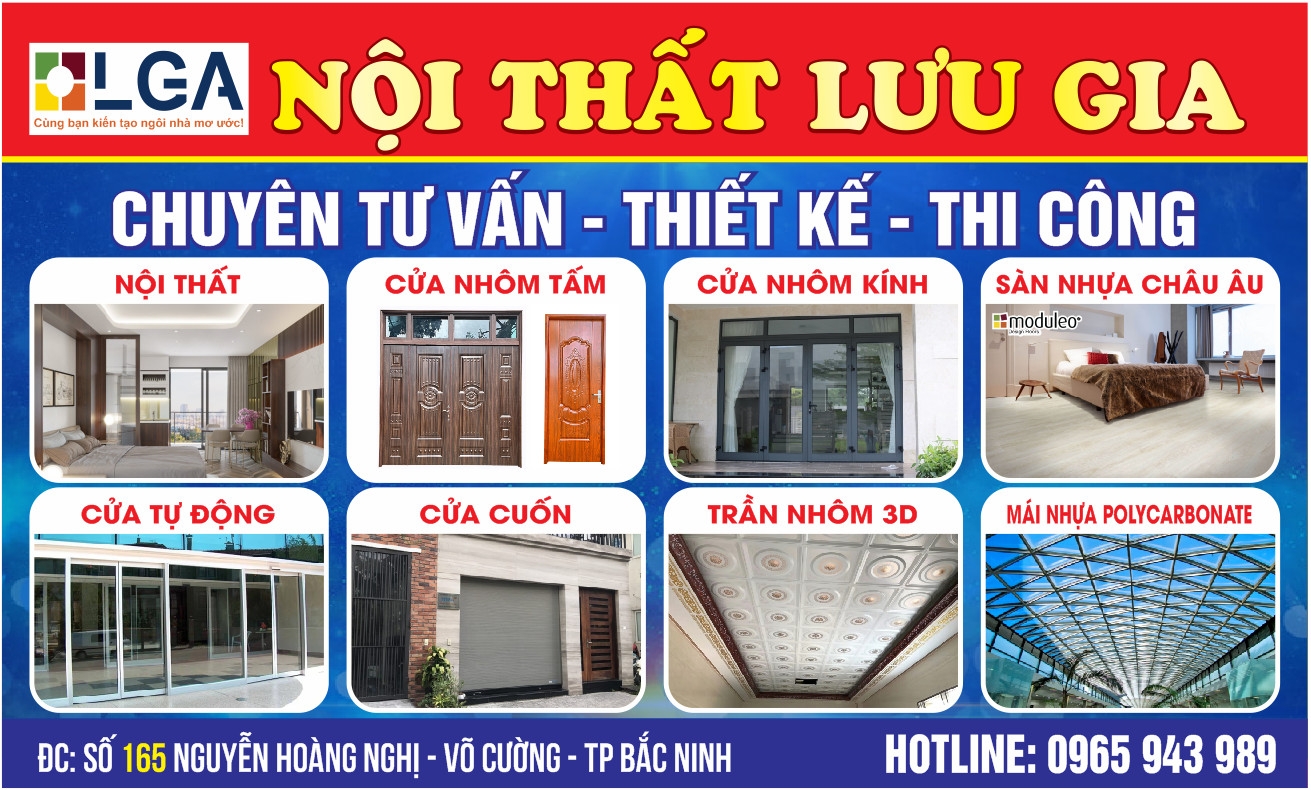 LGA
Cùng bạn kiến tạo ngôi nhà mơ ước!
NỘI THẤT LƯU GIA
CHUYÊN TƯ VẤN - THIẾT KẾ - THI CÔNG
NỘI THẤT
CỬA NHÔM TẤM
CỬA NHÔM KÍNH
SÀN NHỰA CHÂU ÂU
moduleo®
Design Floors
CỬA TỰ ĐỘNG
CỬA CUỐN
TRẦN NHÔM 3D
MÁI NHỰA POLYCARBONATE
ĐC: SỐ 165 NGUYỄN HOÀNG NGHỊ - VÕ CƯỜNG - TP BẮC NINH
HOTLINE: 0965 943 989